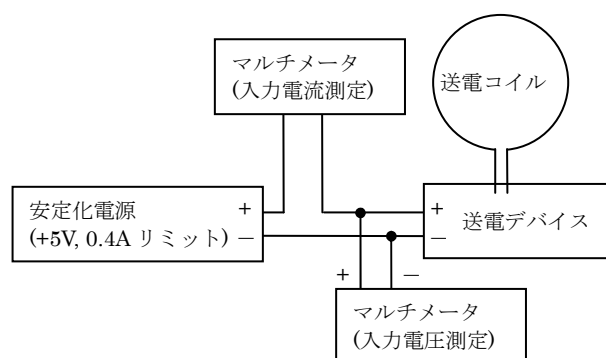 マルチメータ
(入力電流測定)
送電コイル
安定化電源
(+5V, 0.4A リミット)
+
−
+
−
送電デバイス
+
−
マルチメータ
(入力電圧測定)